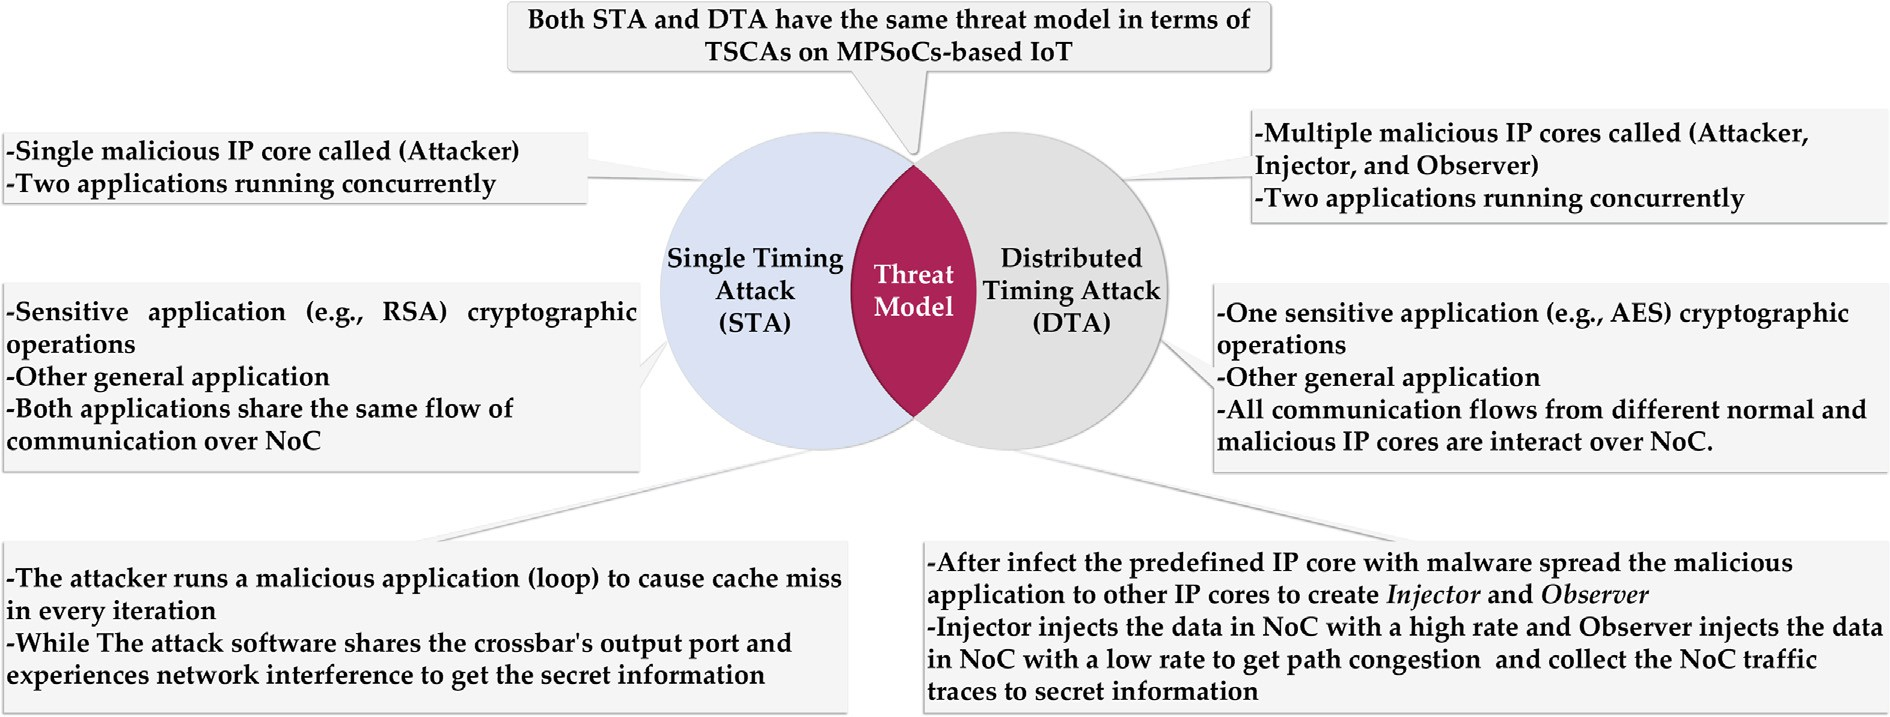 Both STA and DTA have the same threat model in terms of
TSCAs on MPSoCs-based IoT
-Single malicious IP core called (Attacker)
-Two applications running concurrently
-Multiple malicious IP cores called (Attacker,
Injector, and Observer)
-Two applications running concurrently
Single Timing
Attack
(STA)
Threat
Model
Distributed
Timing Attack
(DTA)
-Sensitive application (e.g., RSA) cryptographic
operations
-Other general application
-Both applications share the same flow of
communication over NoC
-One sensitive application (e.g., AES) cryptographic
operations
-Other general application
-All communication flows from different normal and
malicious IP cores are interact over NoC.
-The attacker runs a malicious application (loop) to cause cache miss
in every iteration
-While The attack software shares the crossbar's output port and
experiences network interference to get the secret information
-After infect the predefined IP core with malware spread the malicious
application to other IP cores to create Injector and Observer
-Injector injects the data in NoC with a high rate and Observer injects the data
in NoC with a low rate to get path congestion and collect the NoC traffic
traces to secret information